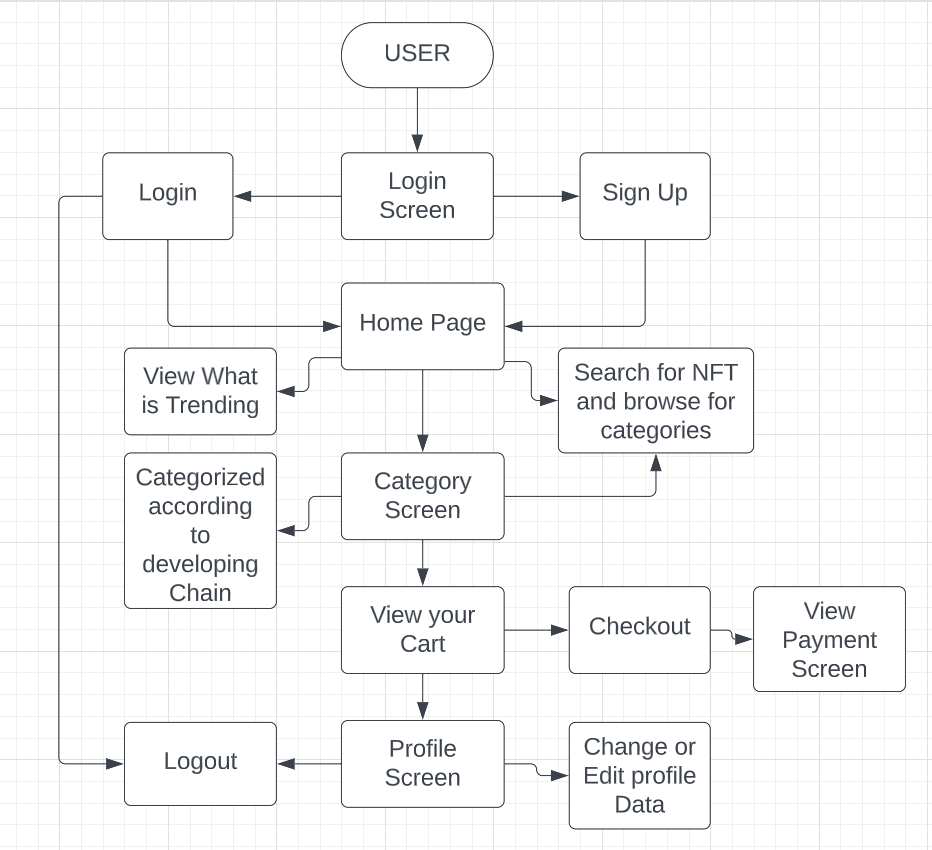 USER
Login
Login
Screen
Sign Up
Home Page
View What
is Trending
Search for NFT
and browse for
categories
Categorized
according
to
developing
Chain
Category
Screen
View your
Cart
Checkout
View
Payment
Screen
Logout
Profile
Screen
Change or
Edit profile
Data